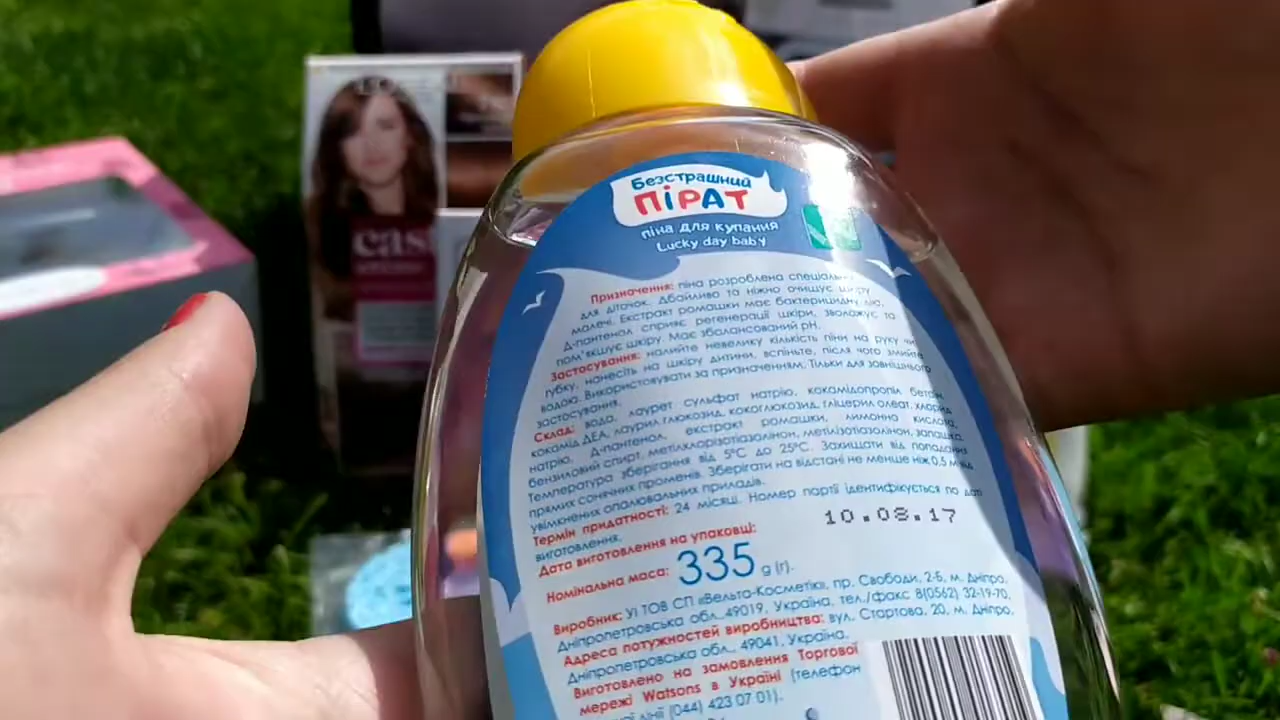 Безстрашний
ПіРАТ
піна для купання
Lucky day baby
Призначення: піна розроблена спеціально
для діточок. Дбайливо та ніжно очищує шкіру
малечі. Екстракт ромашки має бактерицидну дію,
Д-пантенол сприяє регенерації шкіри, зволожує та
пом'якшує шкіру. Має збалансований pH.
Застосування: налийте невелику кількість піни на руку чи
губку, нанесіть на шкіру дитини, вспіньте, після чого змийте
водою. Використовувати за призначенням. Тільки для зовнішнього
застосування.
Склад: вода, лаурет сульфат натрію, кокамідопропіл бетаїн,
кокамід ДЕА, лаурил глюкозид, кокоглюкозид, гліцерил олеат, хлорид
натрію, Д-пантенол, екстракт ромашки, лимонна кислота,
бензиловий спирт, метилхлорізотіазолінон, метилізотіазолінон, запашка.
Температура зберігання від 5°C до 25°C. Захищати від попадання
прямих сонячних променів. Зберігати на відстані не менше ніж 0,5 м від
увімкнених опалювальних приладів.
Термін придатності: 24 місяці. Номер партії ідентифікується по даті
виготовлення.
Дата виготовлення на упаковці:
10.08.17
Номінальна маса: 335 g (г).
Виробник: УІ ТОВ СП «Вельта-Косметік», пр. Свободи, 2-Б, м. Дніпро,
Дніпропетровська обл., 49019, Україна, тел./факс 8(0562) 32-19-70,
Адреса потужностей виробництва: вул. Стартова, 20, м. Дніпро,
Дніпропетровська обл., 49041, Україна.
Виготовлено на замовлення Торгової
мережі Watsons в Україні (телефон
лінії (044) 423 07 01).
cas